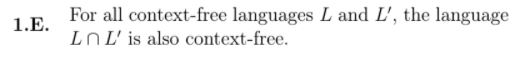 1.E. For all context-free languages L and L′, the language
L ∩ L′ is also context-free.